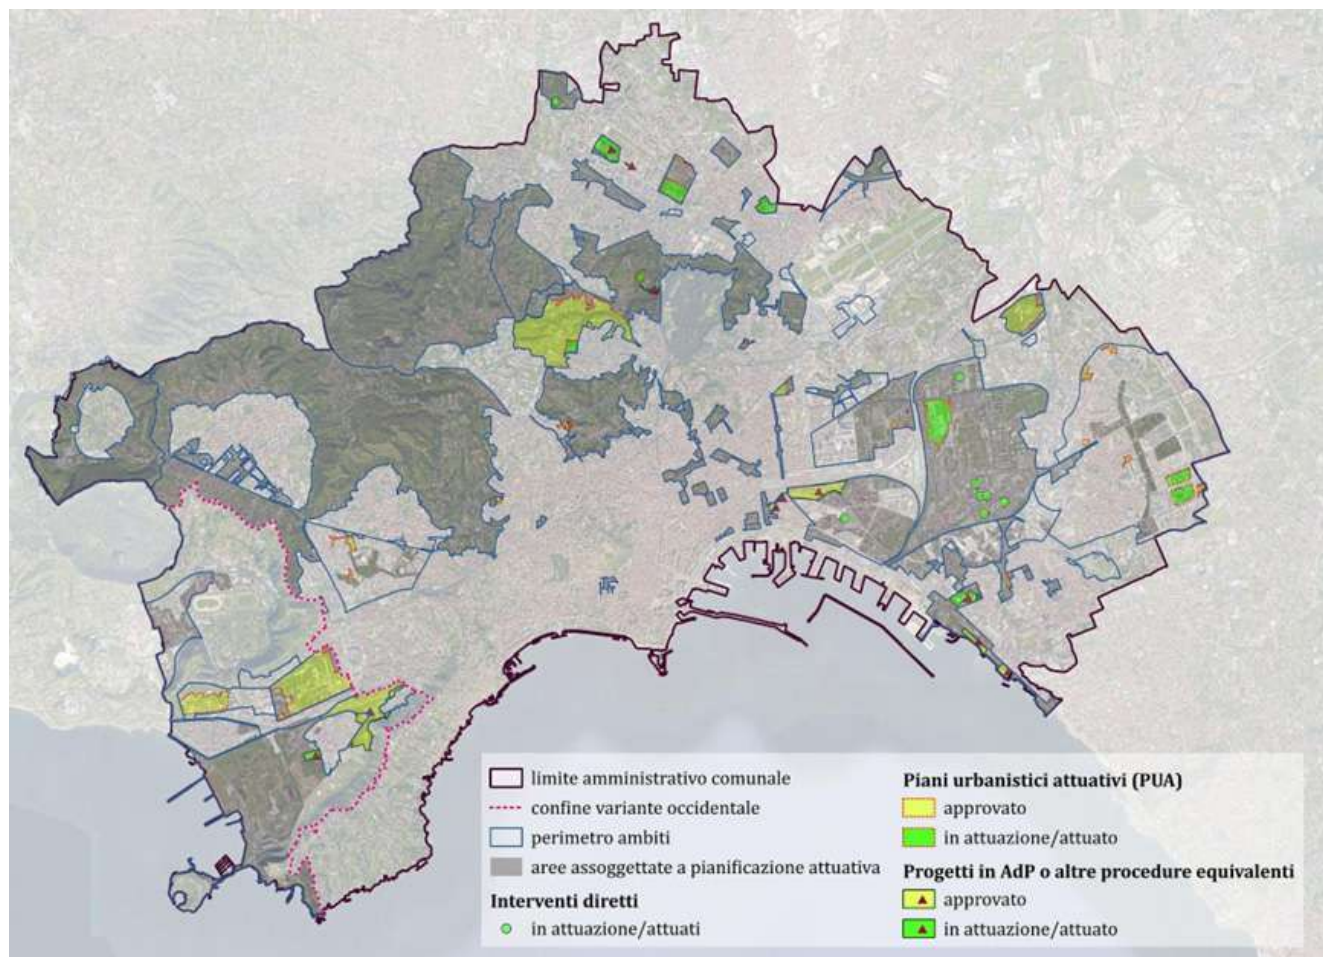 limite amministrativo comunale
confine variante occidentale
perimetro ambiti
aree assoggettate a pianificazione attuativa
Interventi diretti
in attuazione/attuati
Piani urbanistici attuativi (PUA)
approvato
in attuazione/attuato
Progetti in AdP o altre procedure equivalenti
approvato
in attuazione/attuato